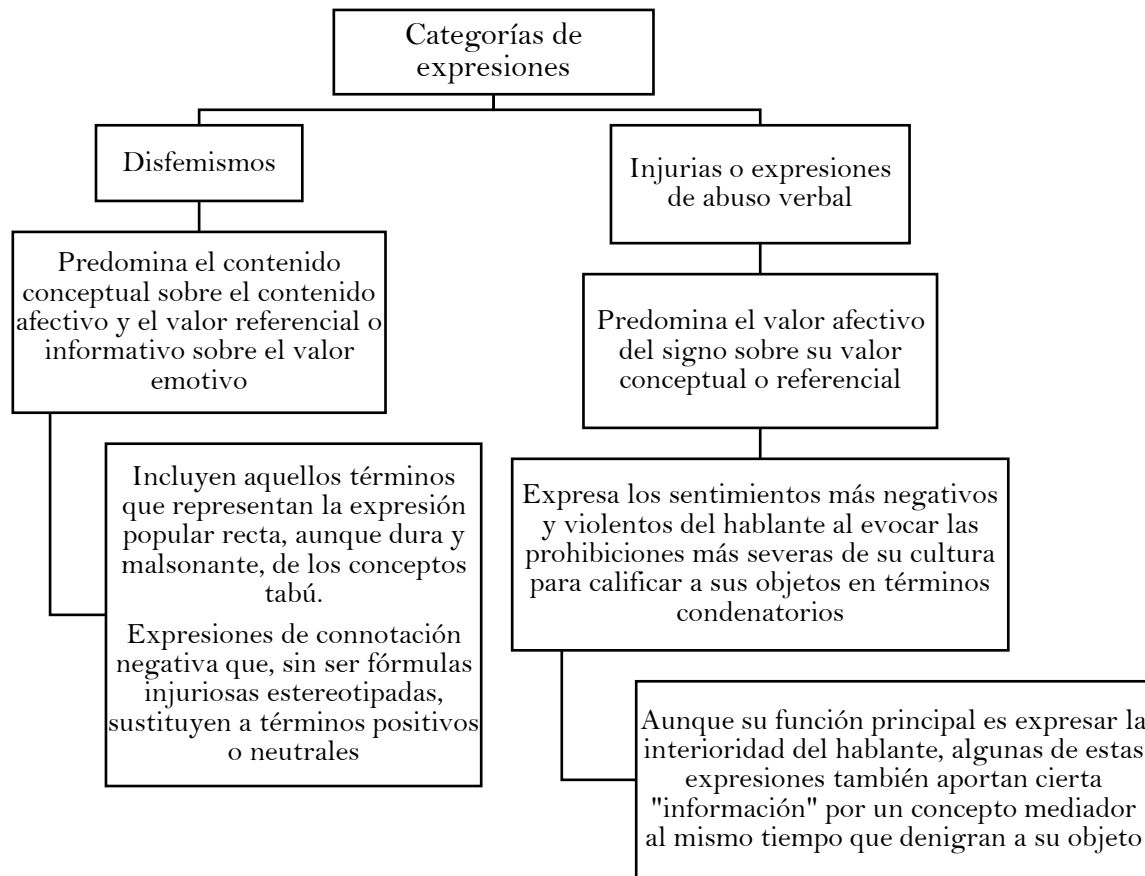 Categorías de
expresiones
Disfemismos
Predomina el contenido
conceptual sobre el contenido
afectivo y el valor referencial o
informativo sobre el valor
emotivo
Incluyen aquellos términos
que representan la expresión
popular recta, aunque dura y
malsonante, de los conceptos
tabú.
Expresiones de connotación
negativa que, sin ser fórmulas
injuriosas estereotipadas,
sustituyen a términos positivos
o neutrales
Injurias o expresiones
de abuso verbal
Predomina el valor afectivo
del signo sobre su valor
conceptual o referencial
Expresa los sentimientos más negativos
y violentos del hablante al evocar las
prohibiciones más severas de su cultura
para calificar a sus objetos en términos
condenatorios
Aunque su función principal es expresar la
interioridad del hablante, algunas de estas
expresiones también aportan cierta
"información" por un concepto mediador
al mismo tiempo que denigran a su objeto